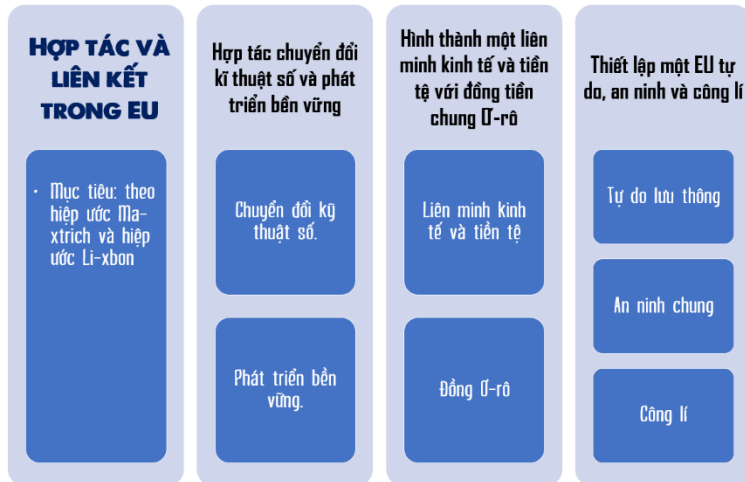 HỢP TÁC VÀ
LIÊN KẾT
TRONG EU
• Mục tiêu: theo
hiệp ước Ma-
xtrich và hiệp
ước Li-xbon
Hợp tác chuyển đổi
kĩ thuật số và phát
triển bền vững
Chuyển đổi kỹ
thuật số.
Phát triển bền
vững.
Hình thành một liên
minh kinh tế và tiền
tệ với đồng tiền
chung Ơ-rô
Liên minh kinh
tế và tiền tệ
Đồng Ơ-rô
Thiết lập một EU tự
do, an ninh và công lí
Tự do lưu thông
An ninh chung
Công lí